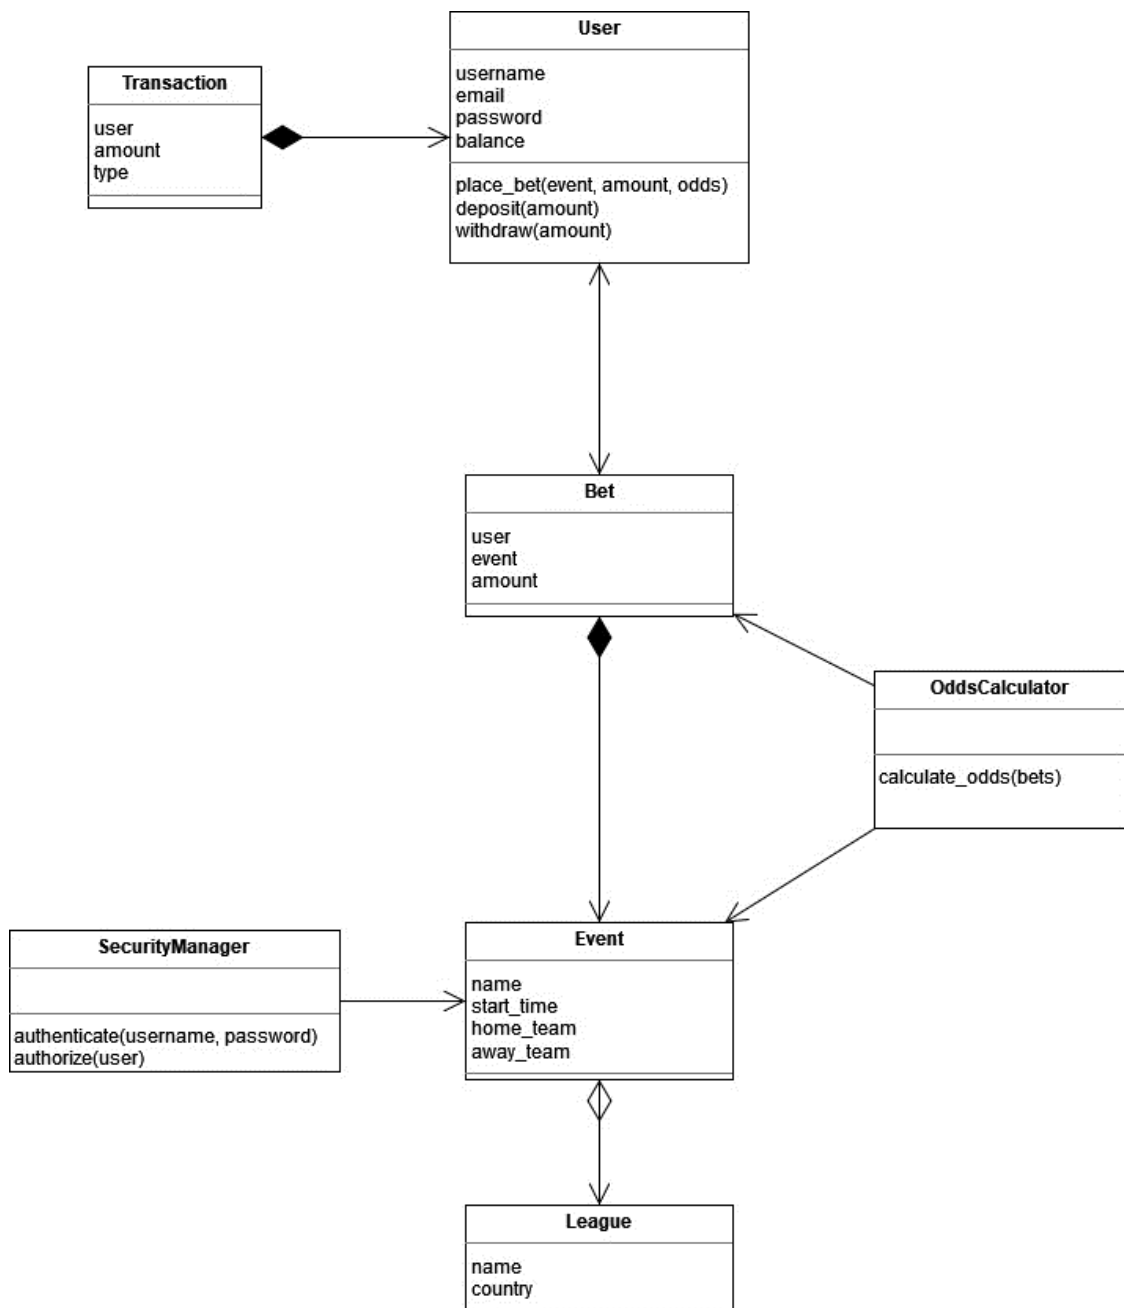 User
username
email
password
balance
place_bet(event, amount, odds)
deposit(amount)
withdraw(amount)
Transaction
user
amount
type
Bet
user
event
amount
OddsCalculator
calculate_odds(bets)
SecurityManager
authenticate(username, password)
authorize(user)
Event
name
start_time
home_team
away_team
League
name
country